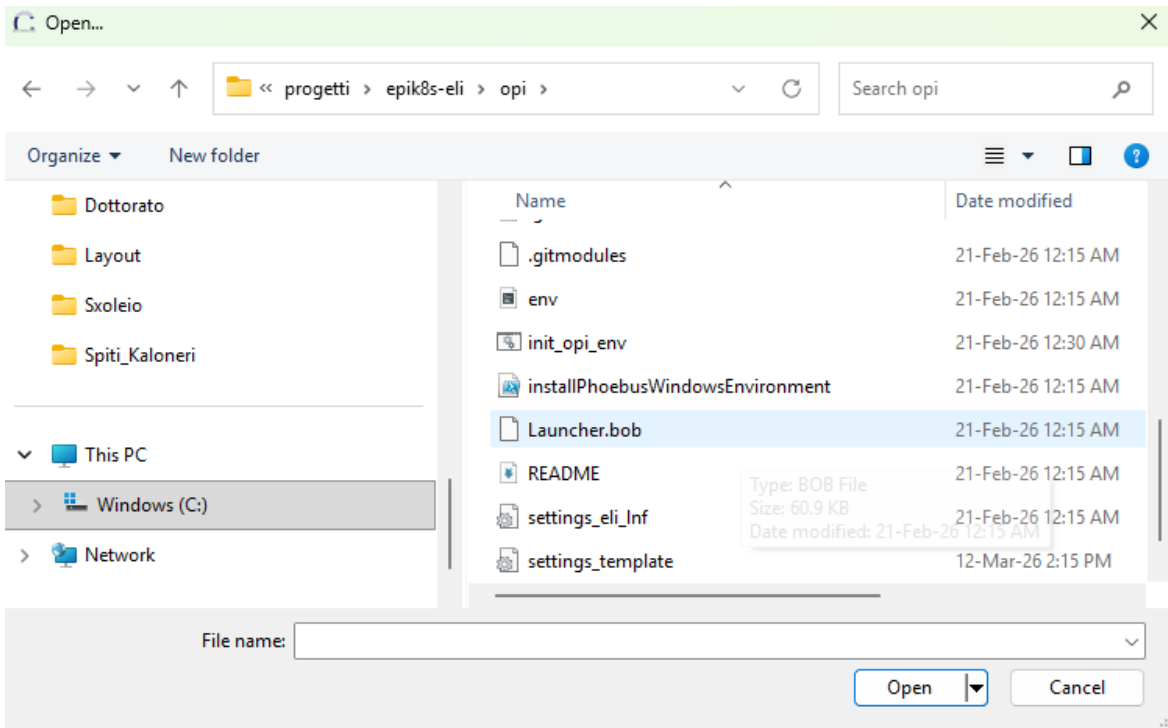 Open...
« progetti > epik8s-eli > opi >
Search opi
Organize
New folder
Dottorato
Layout
Sxoleio
Spiti_Kaloneri
This PC
Windows (C:)
Network
Name Date modified
.gitmodules 21-Feb-26 12:15 AM
env 21-Feb-26 12:15 AM
init_opi_env 21-Feb-26 12:30 AM
installPhoebusWindowsEnvironment 21-Feb-26 12:15 AM
Launcher.bob 21-Feb-26 12:15 AM
README 21-Feb-26 12:15 AM
settings_eli_lnf 21-Feb-26 12:15 AM
settings_template 12-Mar-26 2:15 PM
Type: BOB File
Size: 60.9 KB
Date modified: 21-Feb-26 12:15 AM
File name:
Open
Cancel